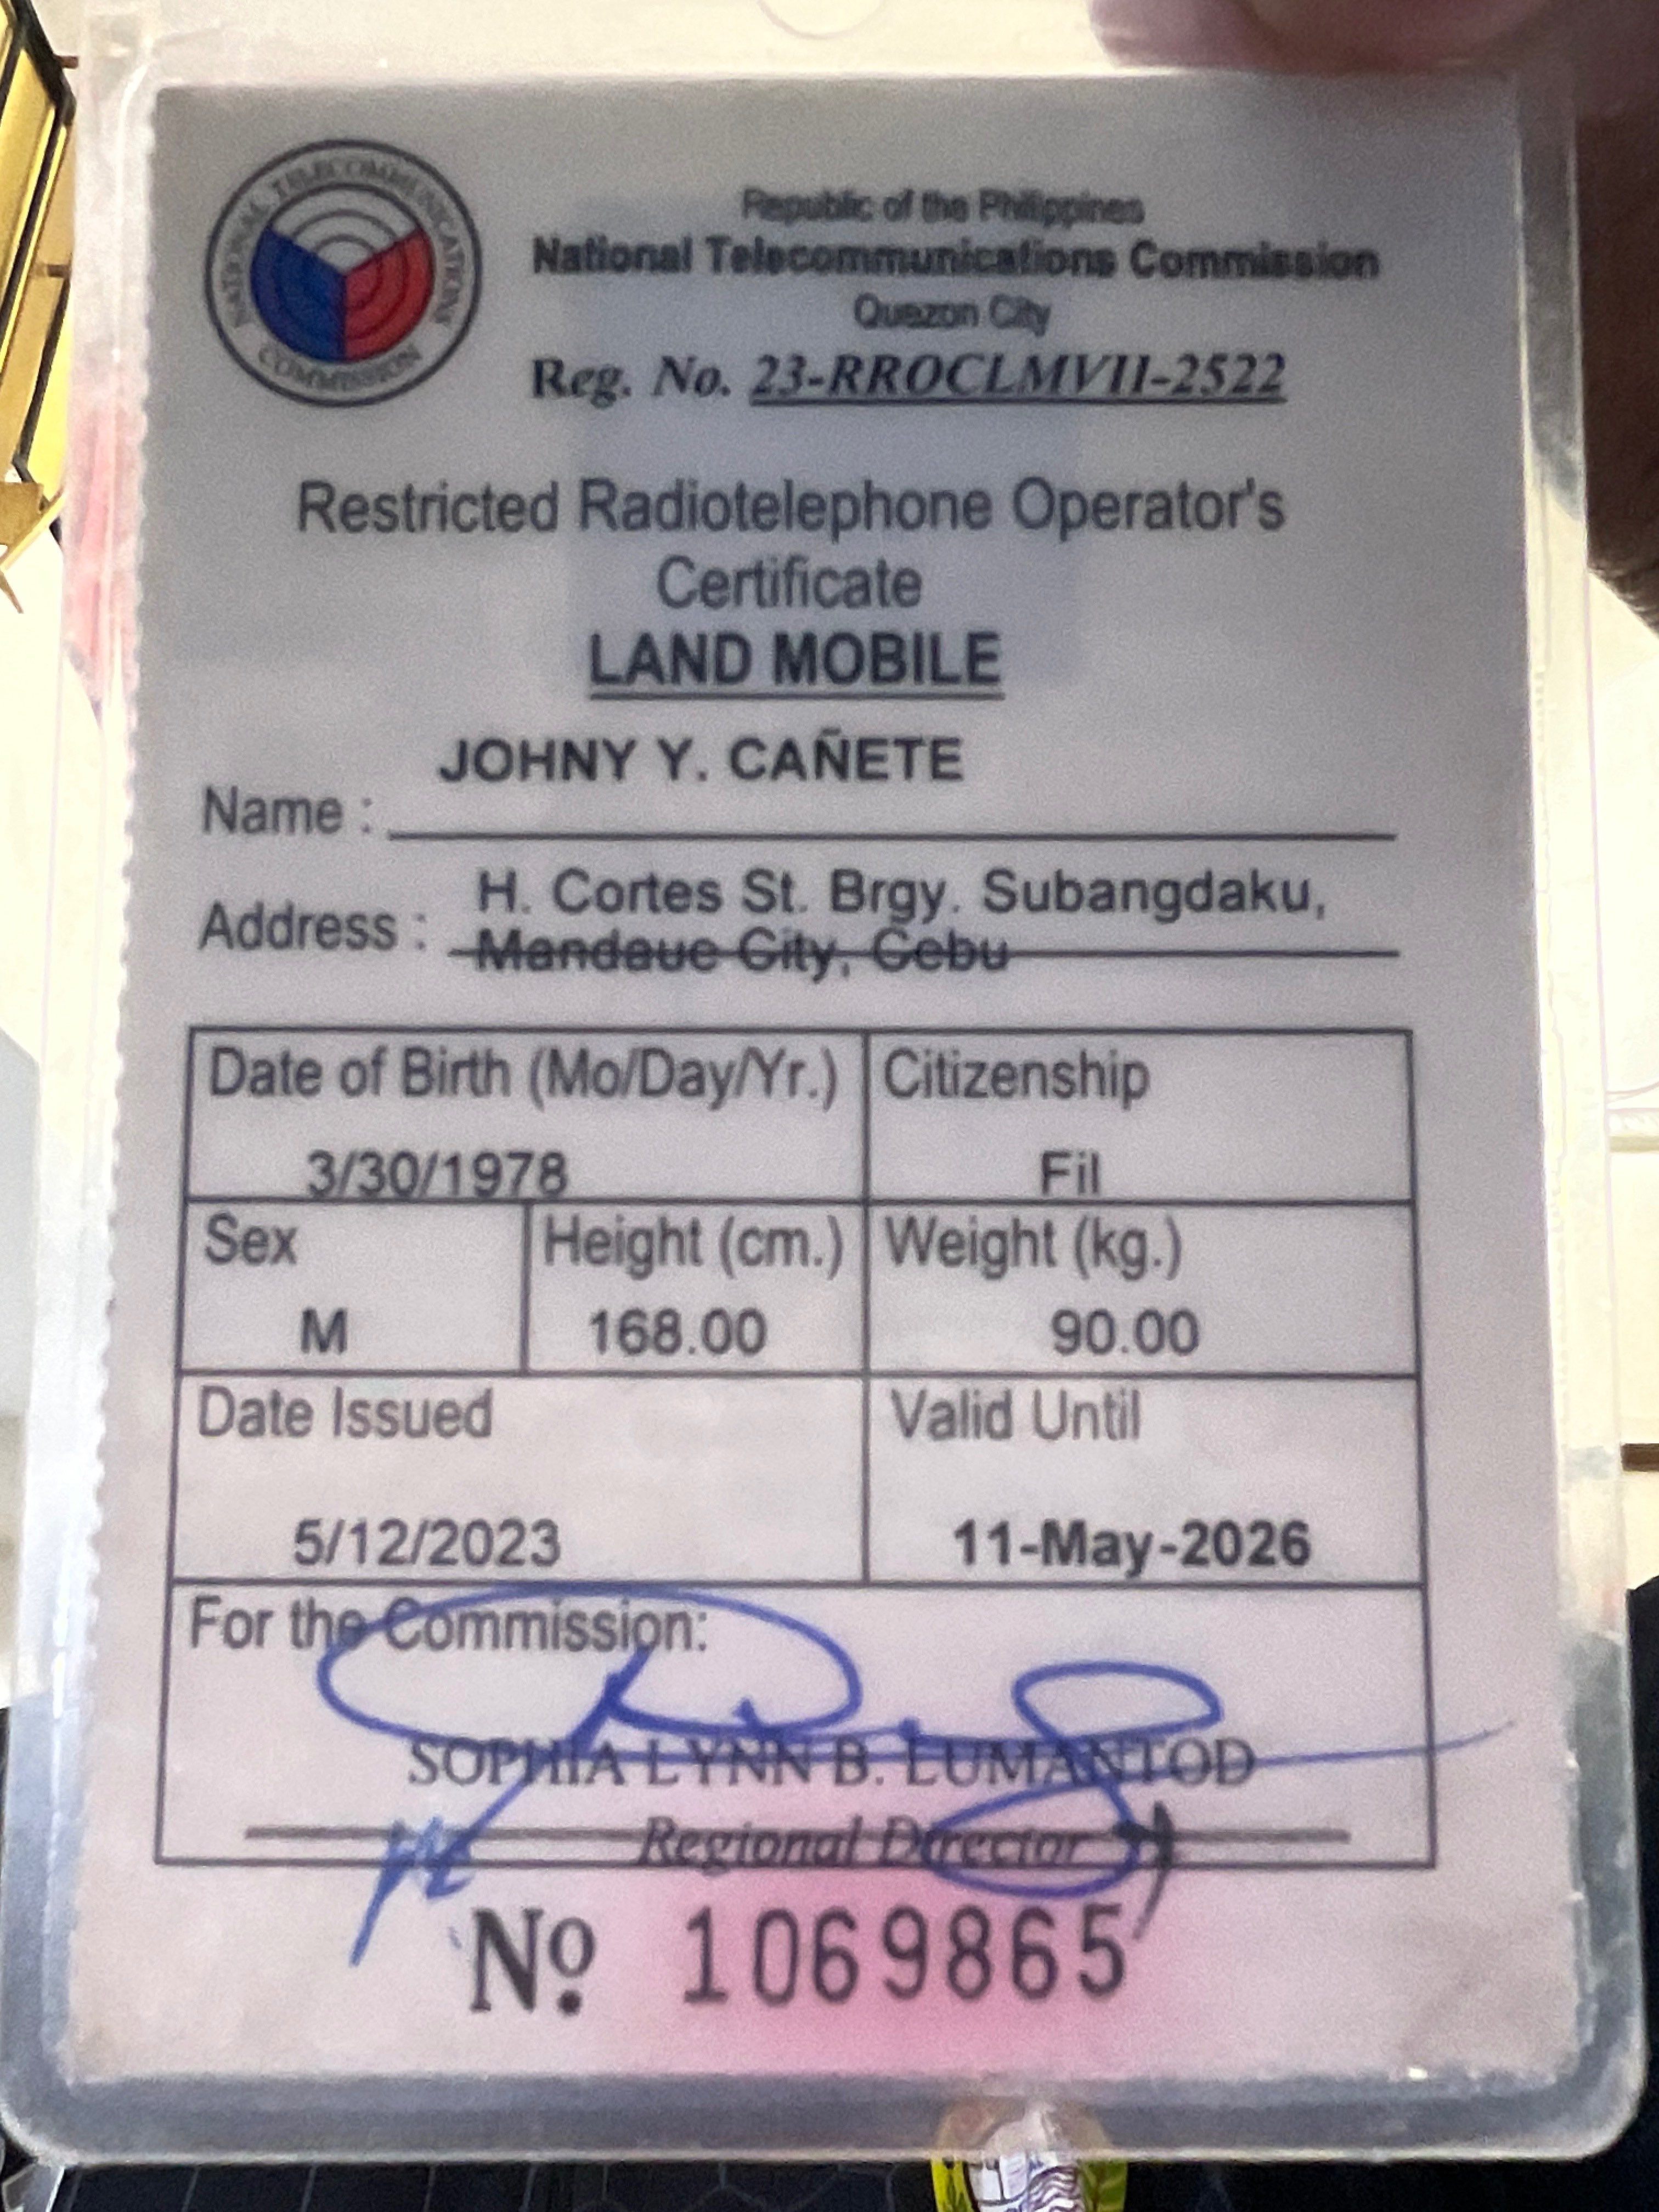 NATIONAL TELECOMMUNICATIONS COMMISSION
Republic of the Philippines
National Telecommunications Commission
Quezon City
Reg. No. 23-RROCLMVII-2522
Restricted Radiotelephone Operator's
Certificate
LAND MOBILE
JOHNY Y. CAÑETE
Name :
H. Cortes St. Brgy. Subangdaku,
Address :
Mandaue City, Cebu
Date of Birth (Mo/Day/Yr.) Citizenship
3/30/1978 Fil
Sex Height (cm.) Weight (kg.)
M 168.00 90.00
Date Issued Valid Until
5/12/2023 11-May-2026
For the Commission:
SOPHIA LYNN B. LUMANTOD
Regional Director
Nº 1069865